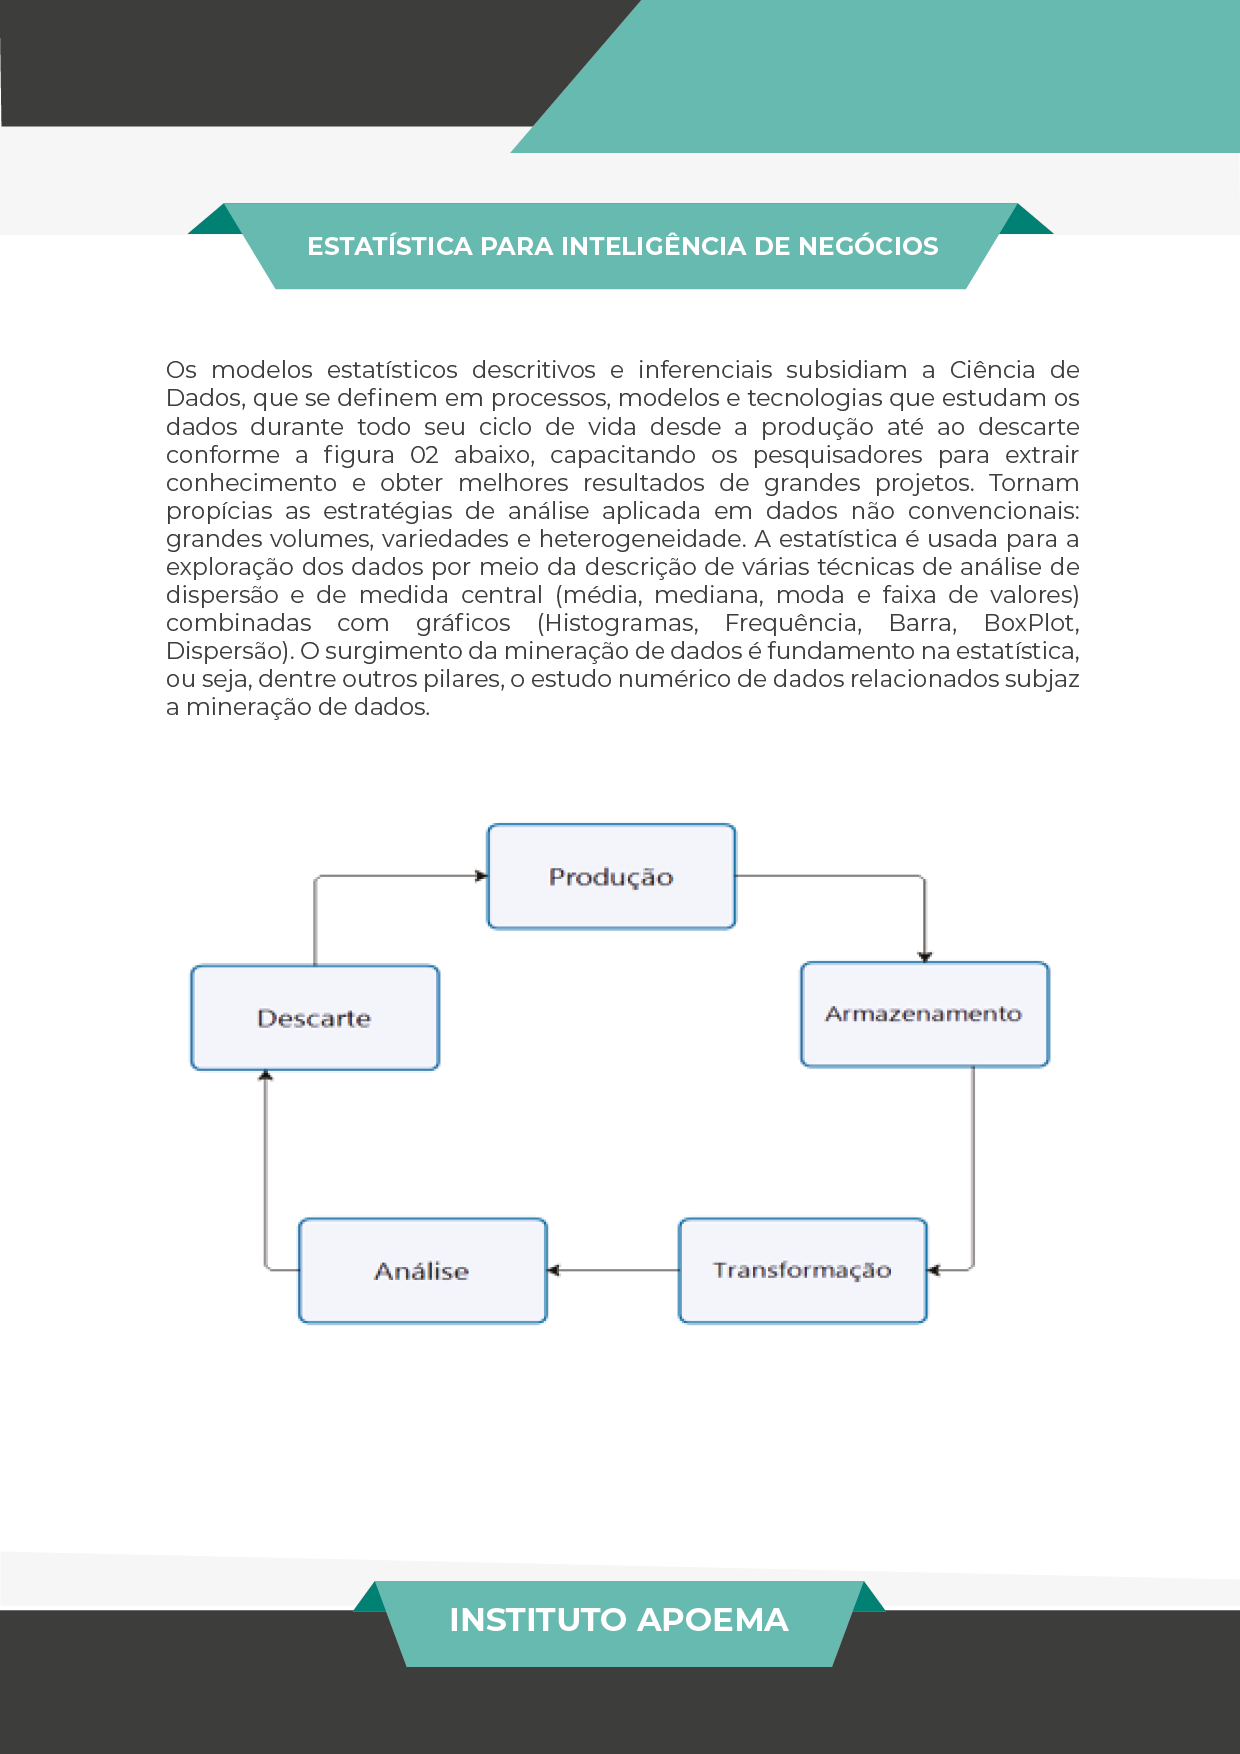 ESTATÍSTICA PARA INTELIGÊNCIA DE NEGÓCIOS
Os modelos estatísticos descritivos e inferenciais subsidiam a Ciência de
Dados, que se definem em processos, modelos e tecnologias que estudam os
dados durante todo seu ciclo de vida desde a produção até ao descarte
conforme a figura 02 abaixo, capacitando os pesquisadores para extrair
conhecimento e obter melhores resultados de grandes projetos. Tornam
propícias as estratégias de análise aplicada em dados não convencionais:
grandes volumes, variedades e heterogeneidade. A estatística é usada para a
exploração dos dados por meio da descrição de várias técnicas de análise de
dispersão e de medida central (média, mediana, moda e faixa de valores)
combinadas com gráficos (Histogramas, Frequência, Barra, BoxPlot,
Dispersão). O surgimento da mineração de dados é fundamento na estatística,
ou seja, dentre outros pilares, o estudo numérico de dados relacionados subjaz
a mineração de dados.
Produção
Descarte
Armazenamento
Análise
Transformação
INSTITUTO APOEMA